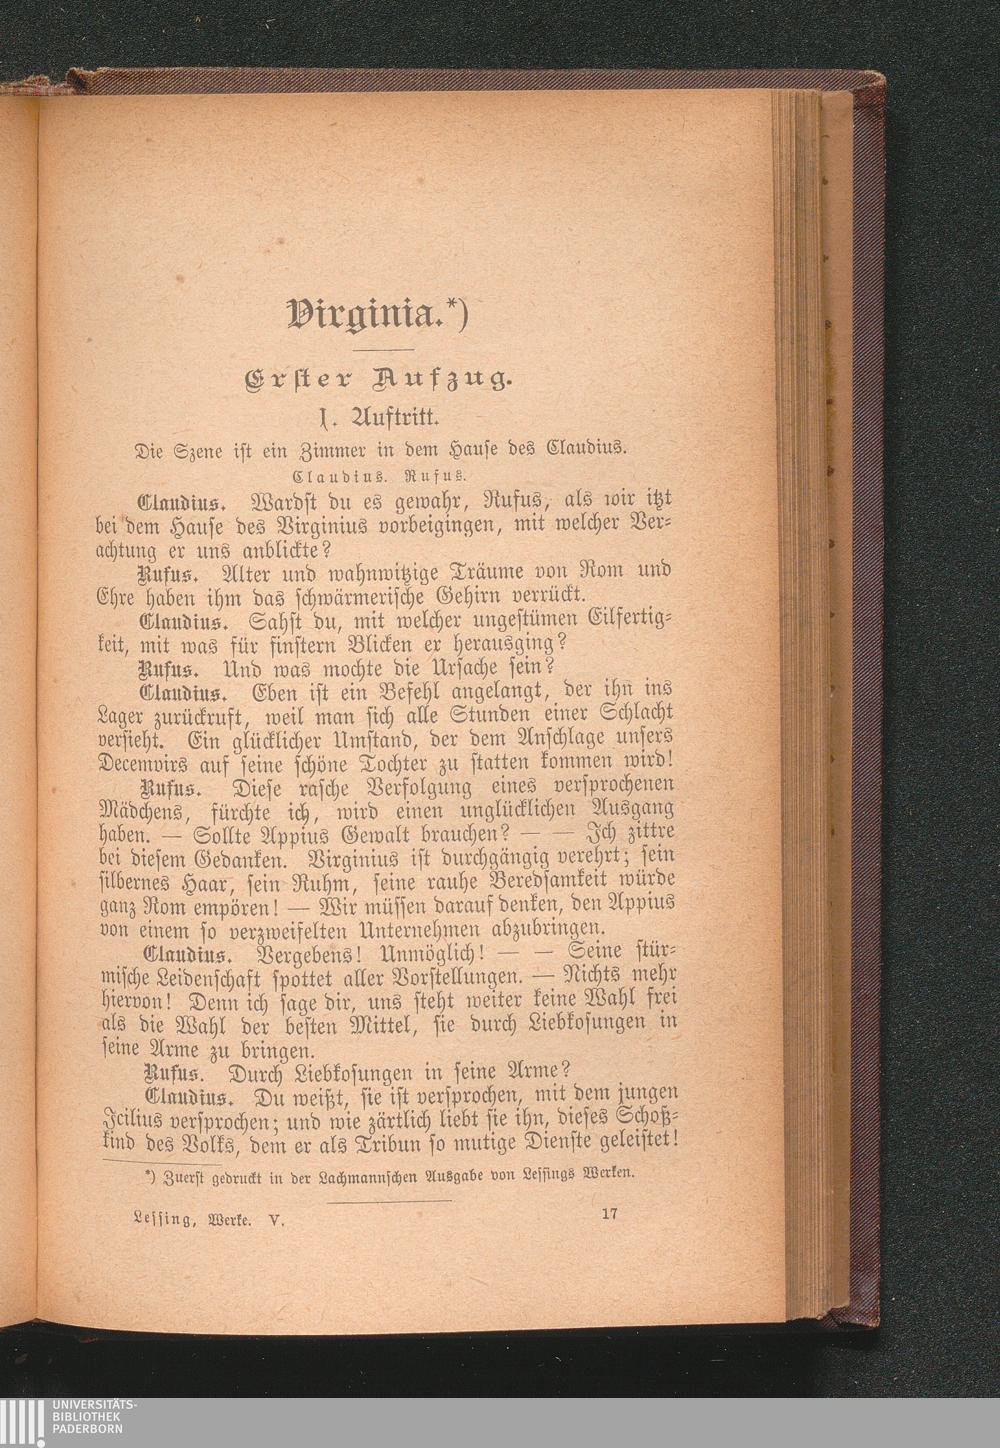 Virginia.*)
Erster Aufzug.
1. Auftritt.
Die Szene ist ein Zimmer in dem Hause des Claudius.
Claudius. Rufus.
Claudius. Wardst du es gewahr, Rufus, als wir itzt
bei dem Hause des Virginius vorbeigingen, mit welcher Ver-
achtung er uns anblickte?
Rufus. Alter und wahnwitzige Träume von Rom und
Ehre haben ihm das schwärmerische Gehirn verrückt.
Claudius. Sahst du, mit welcher ungestümen Eilfertig-
keit, mit was für finstern Blicken er herausging?
Rufus. Und was mochte die Ursache sein?
Claudius. Eben ist ein Befehl angelangt, der ihn ins
Lager zurückruft, weil man sich alle Stunden einer Schlacht
versieht. Ein glücklicher Umstand, der dem Anschlage unsers
Decemvirs auf seine schöne Tochter zu statten kommen wird!
Rufus. Diese rasche Verfolgung eines versprochenen
Mädchens, fürchte ich, wird einen unglücklichen Ausgang
haben. — Sollte Appius Gewalt brauchen? — — Ich zittre
bei diesem Gedanken. Virginius ist durchgängig verehrt; sein
silbernes Haar, sein Ruhm, seine rauhe Beredsamkeit würde
ganz Rom empören! — Wir müssen darauf denken, den Appius
von einem so verzweifelten Unternehmen abzubringen.
Claudius. Vergebens! Unmöglich! — — Seine stür-
mische Leidenschaft spottet aller Vorstellungen. — Nichts mehr
hiervon! Denn ich sage dir, uns steht weiter keine Wahl frei
als die Wahl der besten Mittel, sie durch Liebkosungen in
seine Arme zu bringen.
Rufus. Durch Liebkosungen in seine Arme?
Claudius. Du weißt, sie ist versprochen, mit dem jungen
Icilius versprochen; und wie zärtlich liebt sie ihn, dieses Schoß-
kind des Volks, dem er als Tribun so mutige Dienste geleistet!
*) Zuerst gedruckt in der Lachmannschen Ausgabe von Lessings Werken.
Lessing, Werke. V.
17
UNIVERSITÄTS-
BIBLIOTHEK
PADERBORN